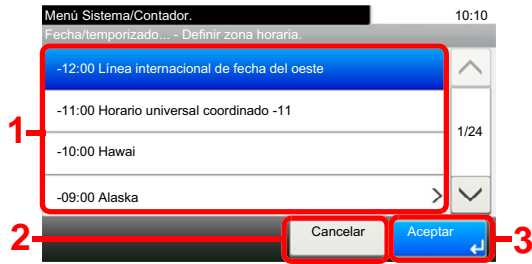 Menú Sistema/Contador.
10:10
Fecha/temporizado... - Definir zona horaria.
-12:00 Línea internacional de fecha del oeste
-11:00 Horario universal coordinado -11
1
1/24
-10:00 Hawai
-09:00 Alaska
2
Cancelar
Aceptar
3